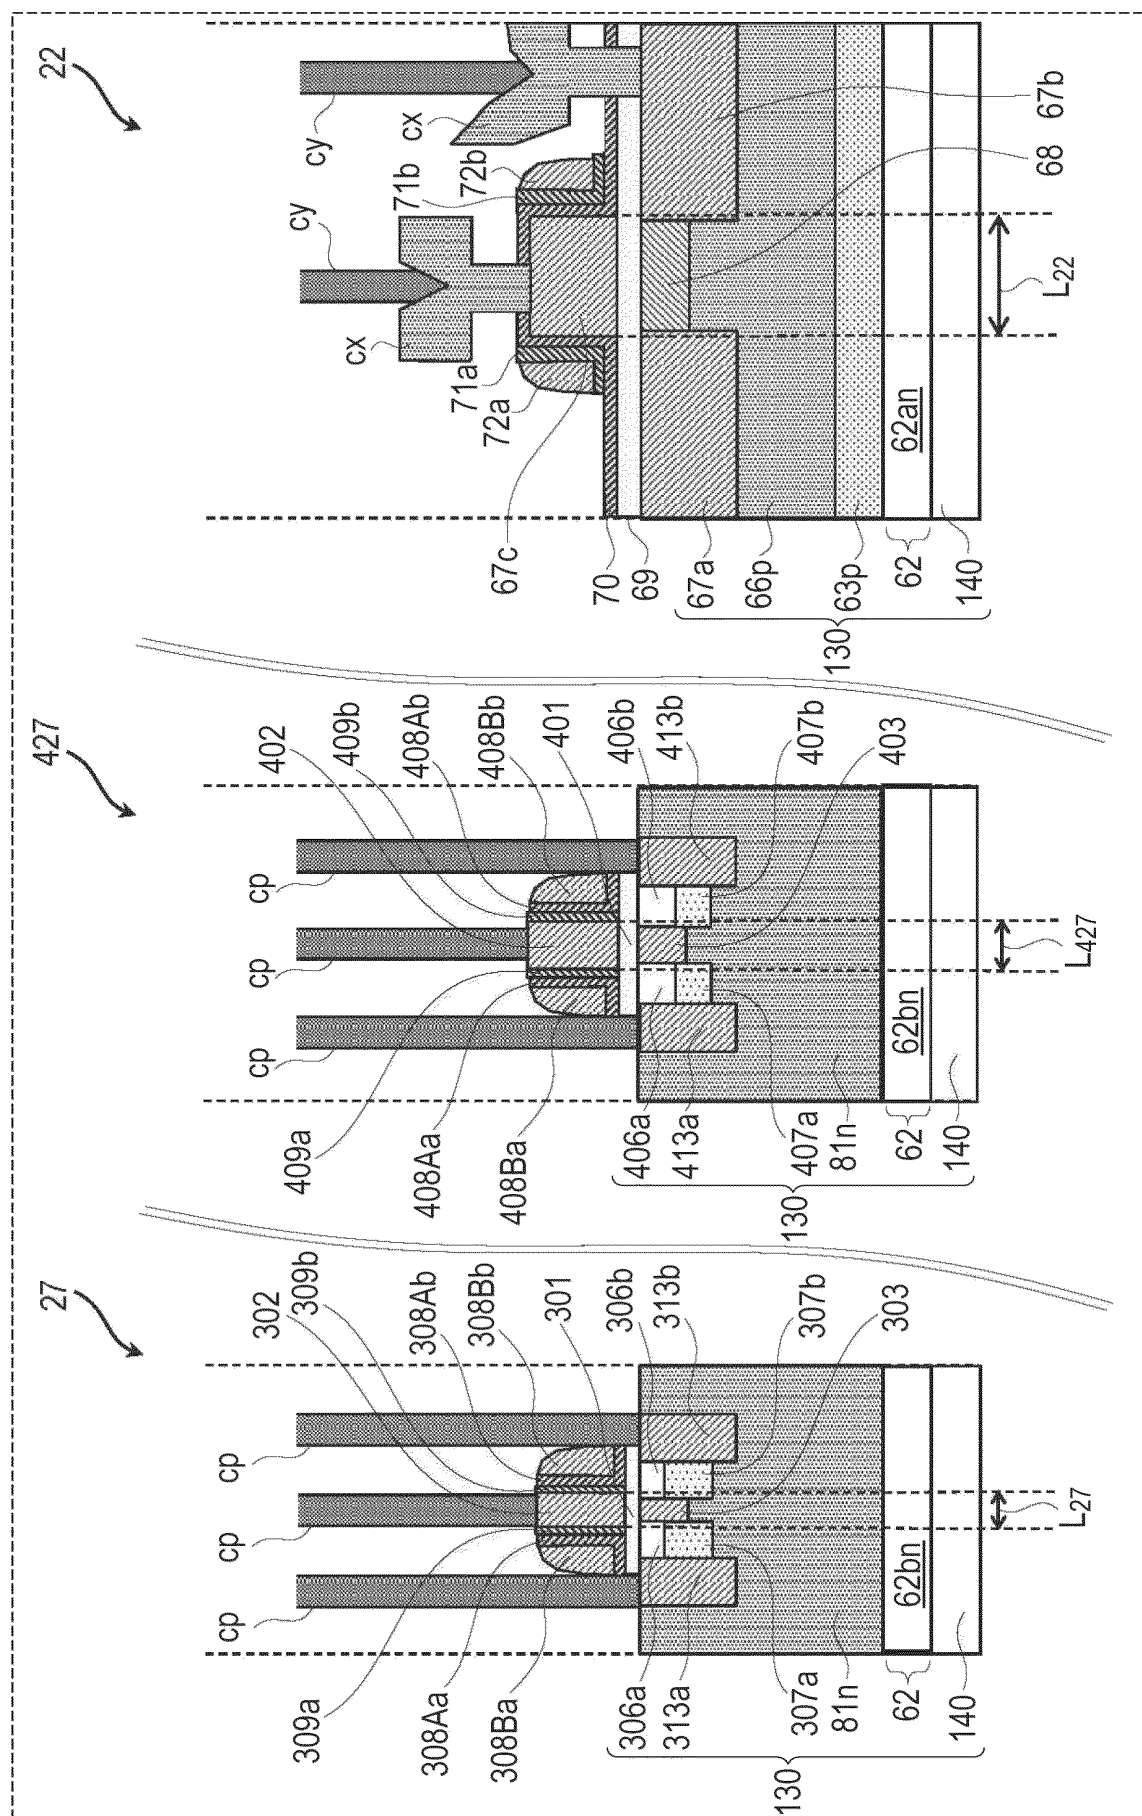 27
302
309b
308Ab
308Bb
301
306b
313b
307b
303
cp
cp
cp
309a
308Aa
308Ba
306a
313a
307a
81n
62
140
130
62bn
L27
427
402
409b
408Ab
408Bb
401
406b
413b
407b
403
cp
cp
cp
409a
408Aa
408Ba
406a
413a
407a
81n
62
140
130
62bn
L427
22
cy
cy
cx
cx
71b
72b
71a
72a
67c
70
69
67a
66p
63p
62
140
130
62an
67b
68
L22